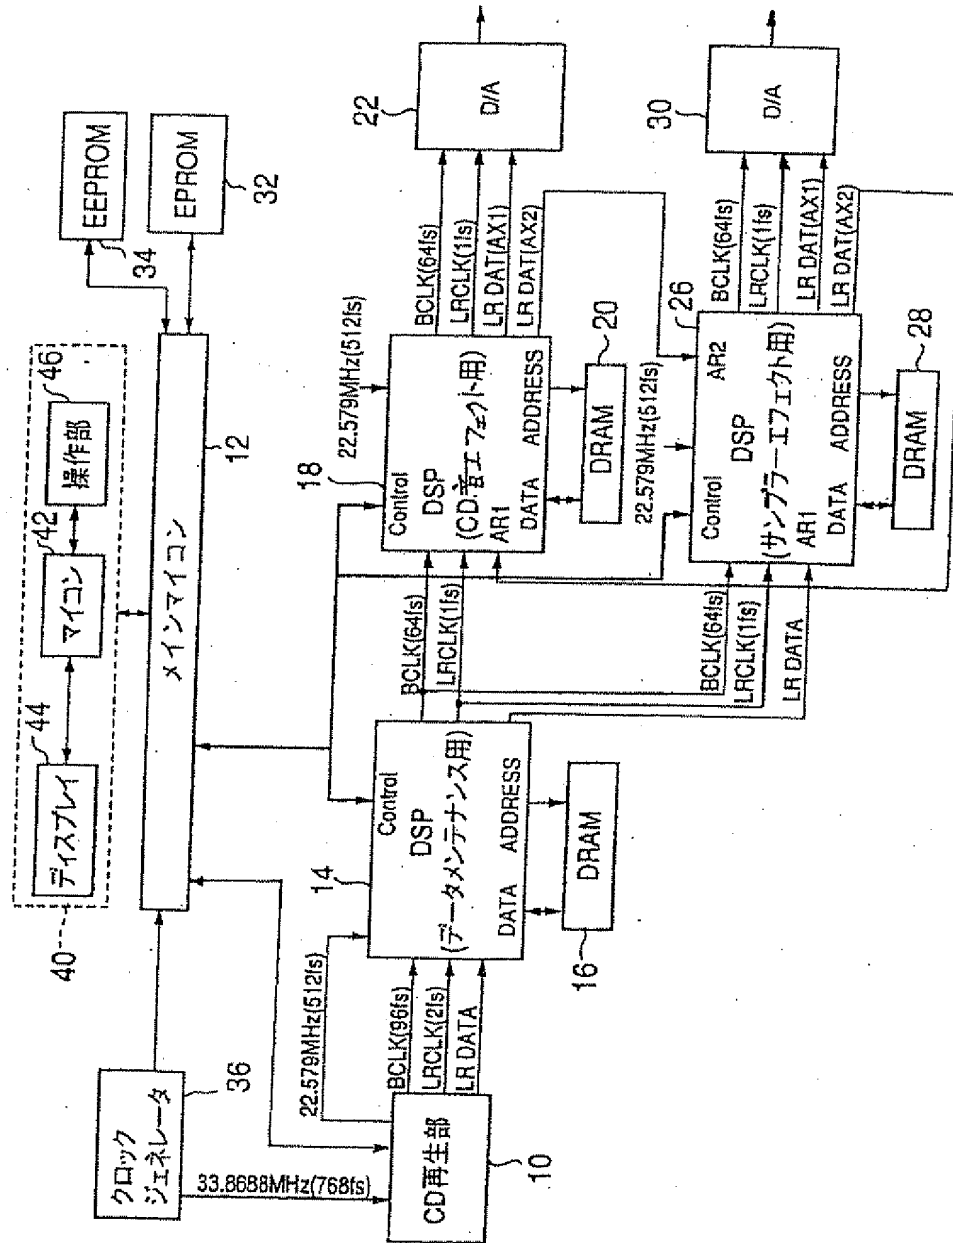 クロック
ジェネレータ
36
33.8688MHz(768fs)
CD再生部
10
40
ディスプレイ
44
マイコン
42
操作部
46
メインマイコン
12
EEPROM
34
EPROM
32
22.579MHz(512fs)
BCLK(96fs)
LRCLK(2fs)
LR DATA
14
Control
DSP
(データメンテナンス用)
DATA
ADDRESS
DRAM
16
BCLK(64fs)
LRCLK(1fs)
18
22.579MHz(512fs)
Control
DSP
(CD音エフェクト用)
AR1
DATA
ADDRESS
DRAM
20
BCLK(64fs)
LRCLK(1fs)
LR DAT(AX1)
LR DAT(AX2)
D/A
22
BCLK(64fs)
LRCLK(1fs)
LR DATA
22.579MHz(512fs)
Control
AR2
26
DSP
(サンプラーエフェクト用)
AR1
DATA
ADDRESS
DRAM
28
BCLK(64fs)
LRCLK(1fs)
LR DAT(AX1)
LR DAT(AX2)
D/A
30